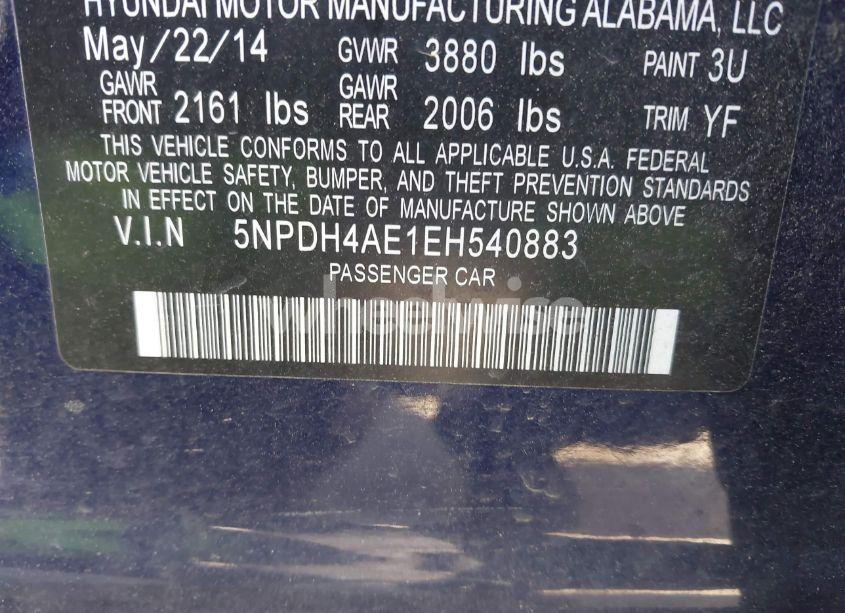 HYUNDAI MOTOR MANUFACTURING ALABAMA, LLC
May/22/14 GVWR 3880 lbs PAINT 3U
GAWR FRONT 2161 lbs GAWR REAR 2006 lbs TRIM YF
THIS VEHICLE CONFORMS TO ALL APPLICABLE U.S.A. FEDERAL
MOTOR VEHICLE SAFETY, BUMPER, AND THEFT PREVENTION STANDARDS
IN EFFECT ON THE DATE OF MANUFACTURE SHOWN ABOVE
V.I.N 5NPDH4AE1EH540883
PASSENGER CAR
wheelwise